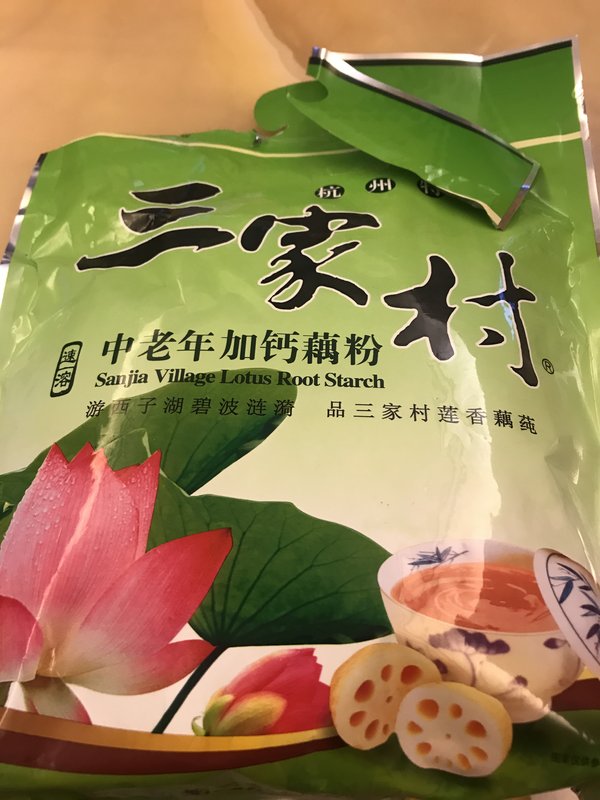 杭州特
三家村®
速溶
中老年加钙藕粉
Sanjia Village Lotus Root Starch
游西子湖碧波涟漪 品三家村莲香藕莼